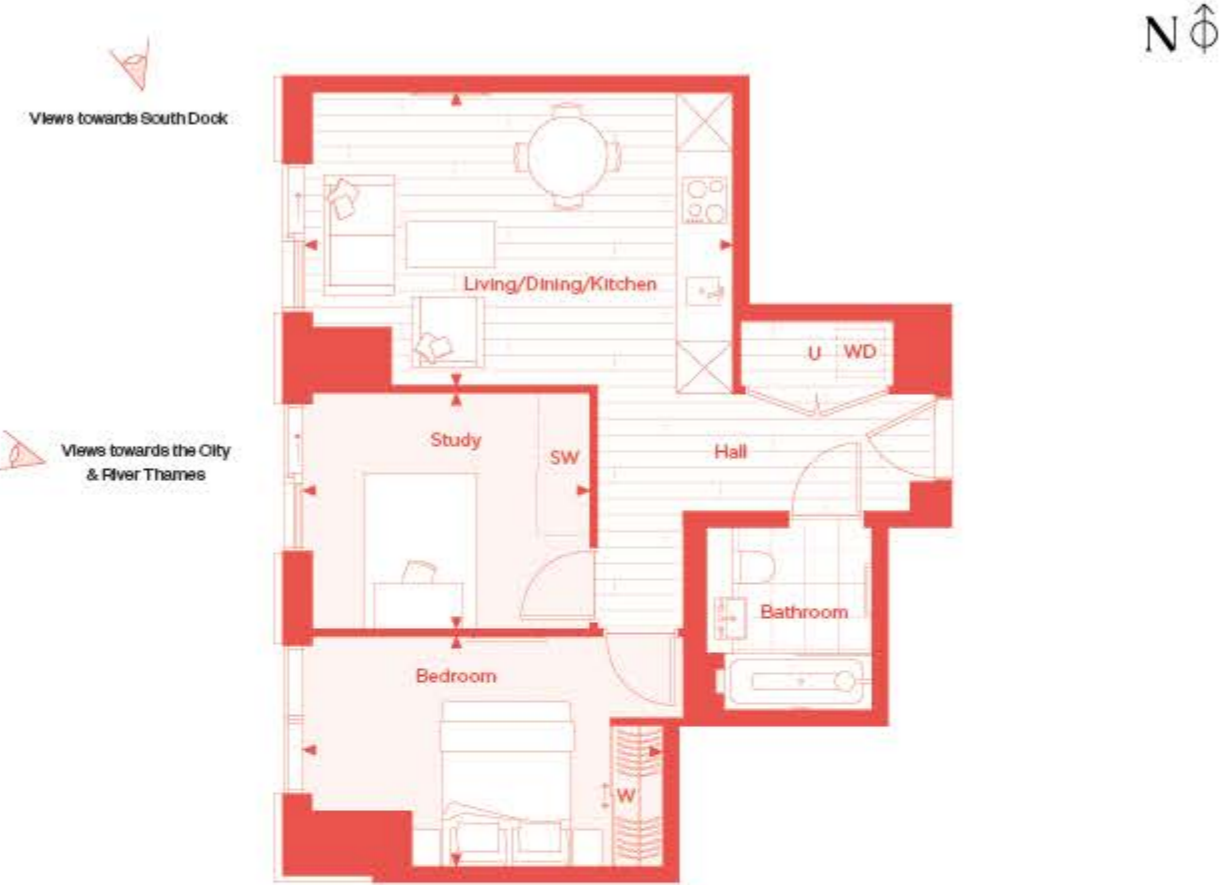 N
Views towards South Dock
Living/Dining/Kitchen
U WD
Study
SW
Hall
Views towards the City
& River Thames
Bathroom
Bedroom
W